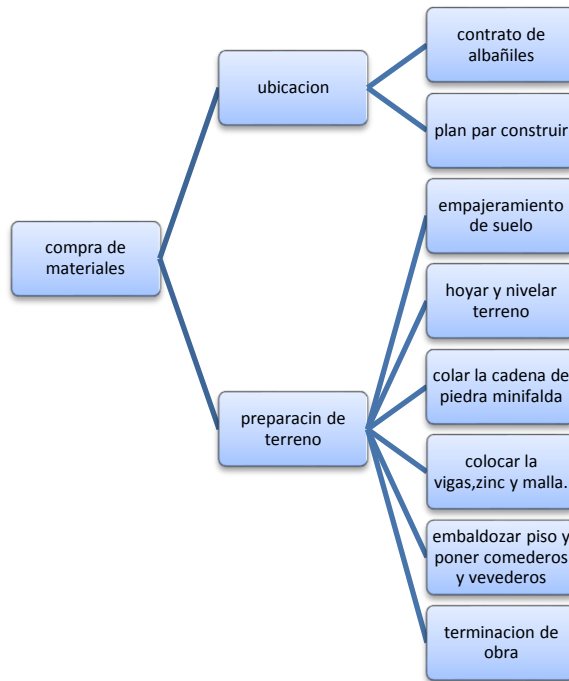 compra de
materiales
ubicacion
contrato de
albañiles
plan par construir
preparacin de
terreno
empajeramiento
de suelo
hoyar y nivelar
terreno
colar la cadena de
piedra minifalda
colocar la
vigas,zinc y malla.
embaldozar piso y
poner comederos
y vevederos
terminacion de
obra